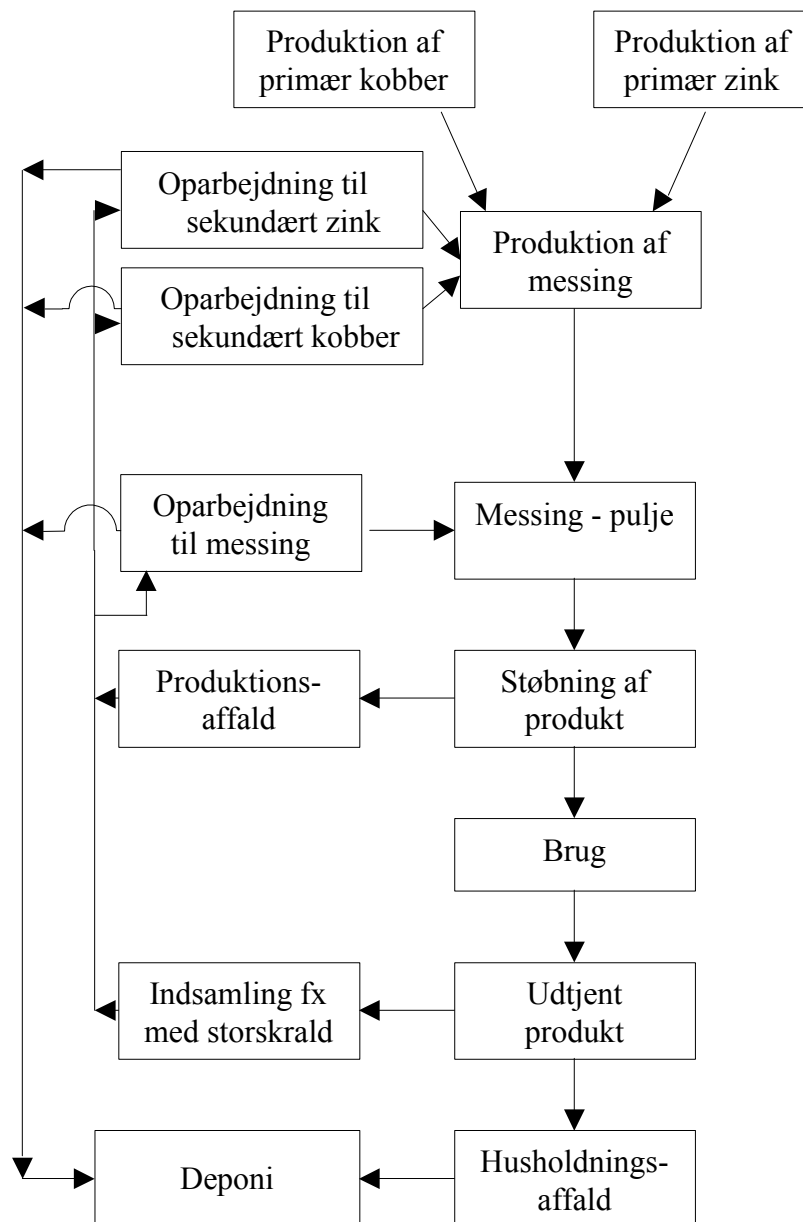 Produktion af
primær kobber
Produktion af
primær zink
Oparbejdning til
sekundært zink
Produktion af
messing
Oparbejdning til
sekundært kobber
Oparbejdning
til messing
Messing - pulje
Produktions-
affald
Støbning af
produkt
Brug
Indsamling fx
med storskrald
Udtjent
produkt
Deponi
Husholdnings-
affald